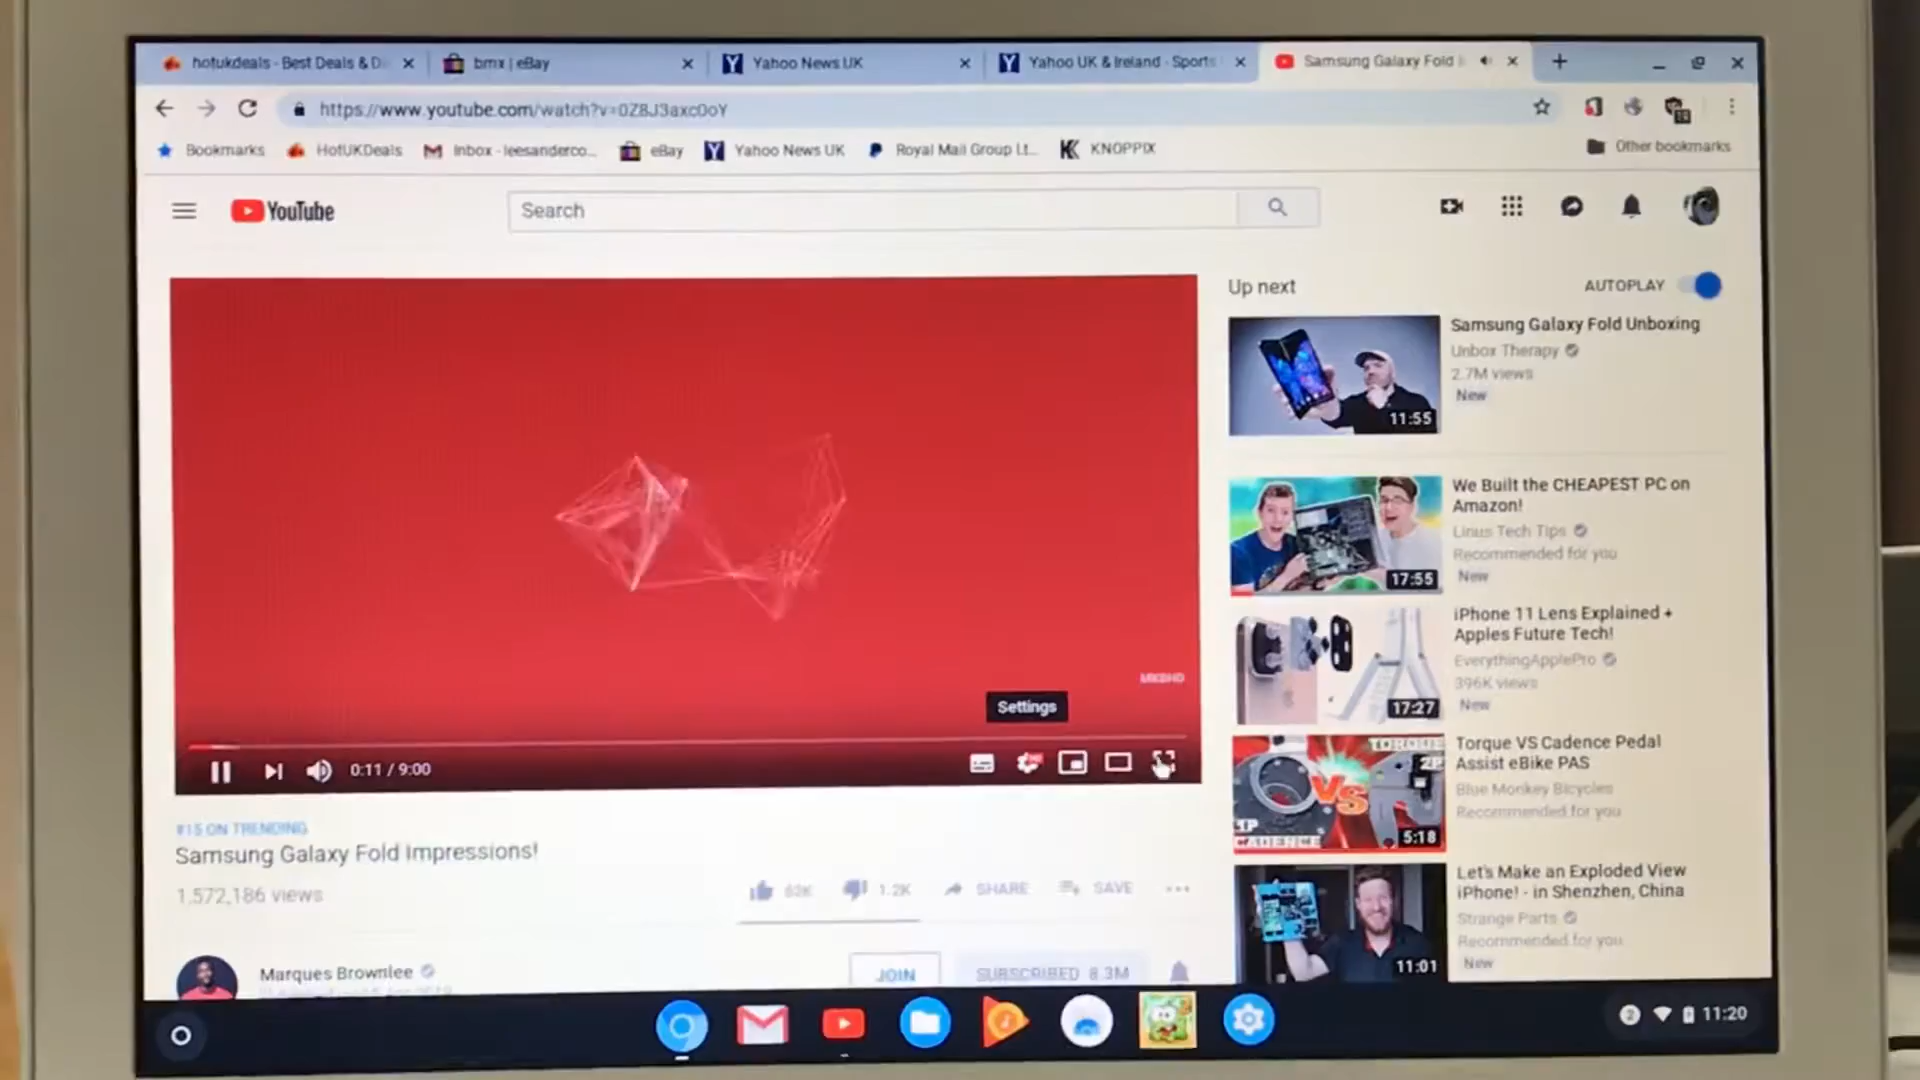 hotukdeals - Best Deals & D
bmx | eBay
Yahoo News UK
Yahoo UK & Ireland - Sports
Samsung Galaxy Fold I
https://www.youtube.com/watch?v=0Z8J3axc0oY
Bookmarks
HotUKDeals
Inbox - leesanderco...
eBay
Yahoo News UK
Royal Mail Group Lt...
KNOPPIX
Other bookmarks
YouTube
Search
Up next
AUTOPLAY
Samsung Galaxy Fold Unboxing
Unbox Therapy
2.7M views
New
11:55
We Built the CHEAPEST PC on
Amazon!
Linus Tech Tips
Recommended for you
New
17:55
iPhone 11 Lens Explained +
Apples Future Tech!
EverythingApplePro
396K views
New
17:27
Torque VS Cadence Pedal
Assist eBike PAS
Blue Monkey Bicycles
Recommended for you
VS
CADENCE
5:18
Let's Make an Exploded View
iPhone! - in Shenzhen, China
Strange Parts
Recommended for you
New
11:01
MKBHD
Settings
0:11 / 9:00
#15 ON TRENDING
Samsung Galaxy Fold Impressions!
1,572,186 views
62K
1.2K
SHARE
SAVE
Marques Brownlee
JOIN
SUBSCRIBED 8.3M
2
11:20